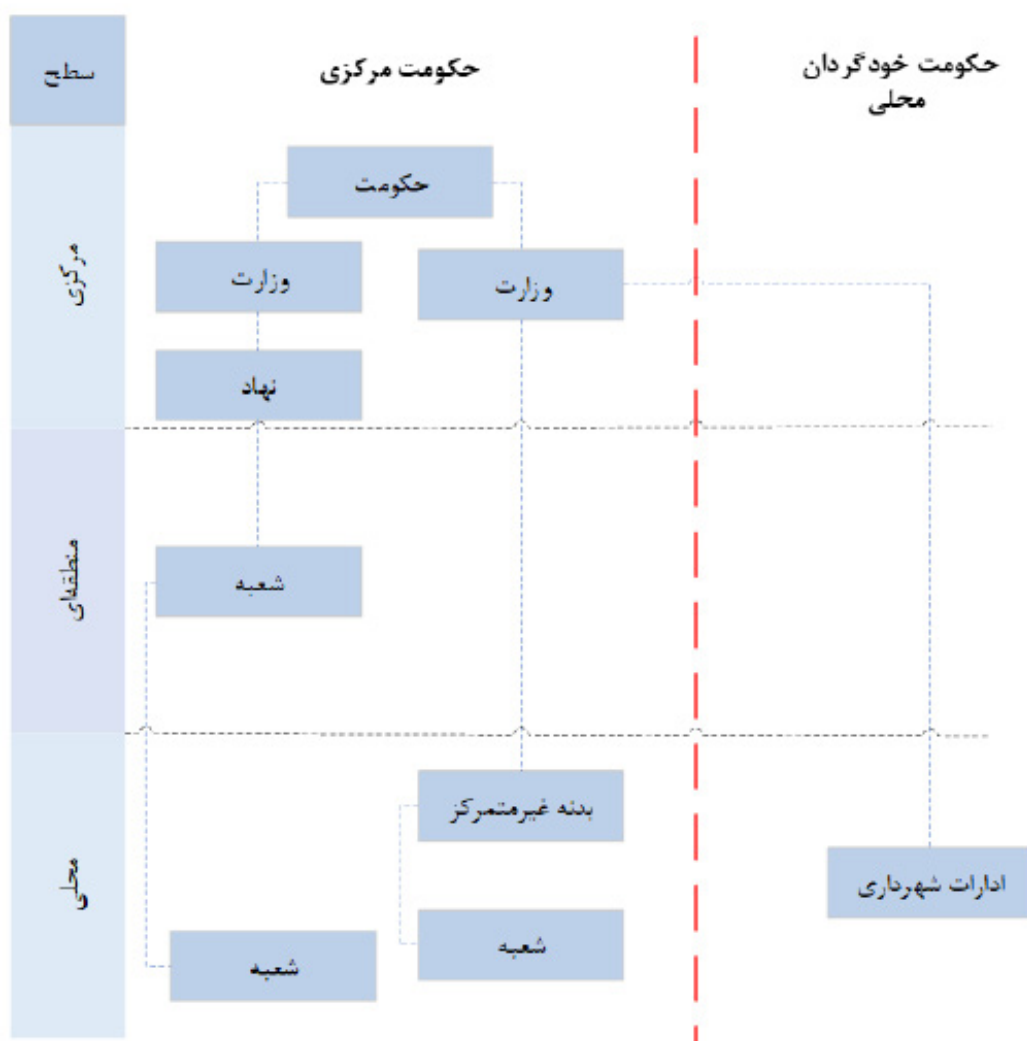 حکومت خودگردان
محلی
حکومت مرکزی
سطح
حکومت
وزارت
وزارت
مرکزی
نهاد
شعبه
منطقه‌ای
بدنه غیرمتمرکز
ادارات شهرداری
محلی
شعبه
شعبه